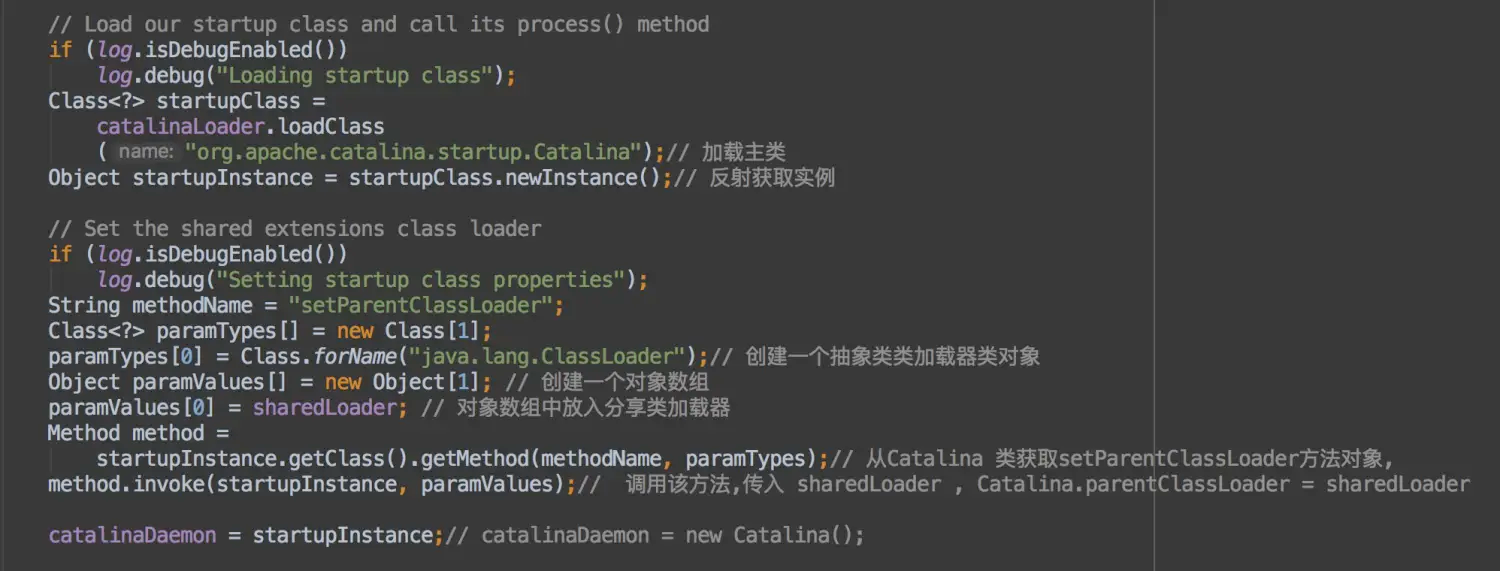 // Load our startup class and call its process() method
if (log.isDebugEnabled())
log.debug("Loading startup class");
Class<?> startupClass =
catalinaLoader.loadClass
( name: "org.apache.catalina.startup.Catalina");// 加载主类
Object startupInstance = startupClass.newInstance();// 反射获取实例
// Set the shared extensions class loader
if (log.isDebugEnabled())
log.debug("Setting startup class properties");
String methodName = "setParentClassLoader";
Class<?> paramTypes[] = new Class[1];
paramTypes[0] = Class.forName("java.lang.ClassLoader");// 创建一个抽象类类加载器类对象
Object paramValues[] = new Object[1]; // 创建一个对象数组
paramValues[0] = sharedLoader; // 对象数组中放入分享类加载器
Method method =
startupInstance.getClass().getMethod(methodName, paramTypes);// 从Catalina 类获取setParentClassLoader方法对象,
method.invoke(startupInstance, paramValues);// 调用该方法,传入 sharedLoader , Catalina.parentClassLoader = sharedLoader
catalinaDaemon = startupInstance;// catalinaDaemon = new Catalina();